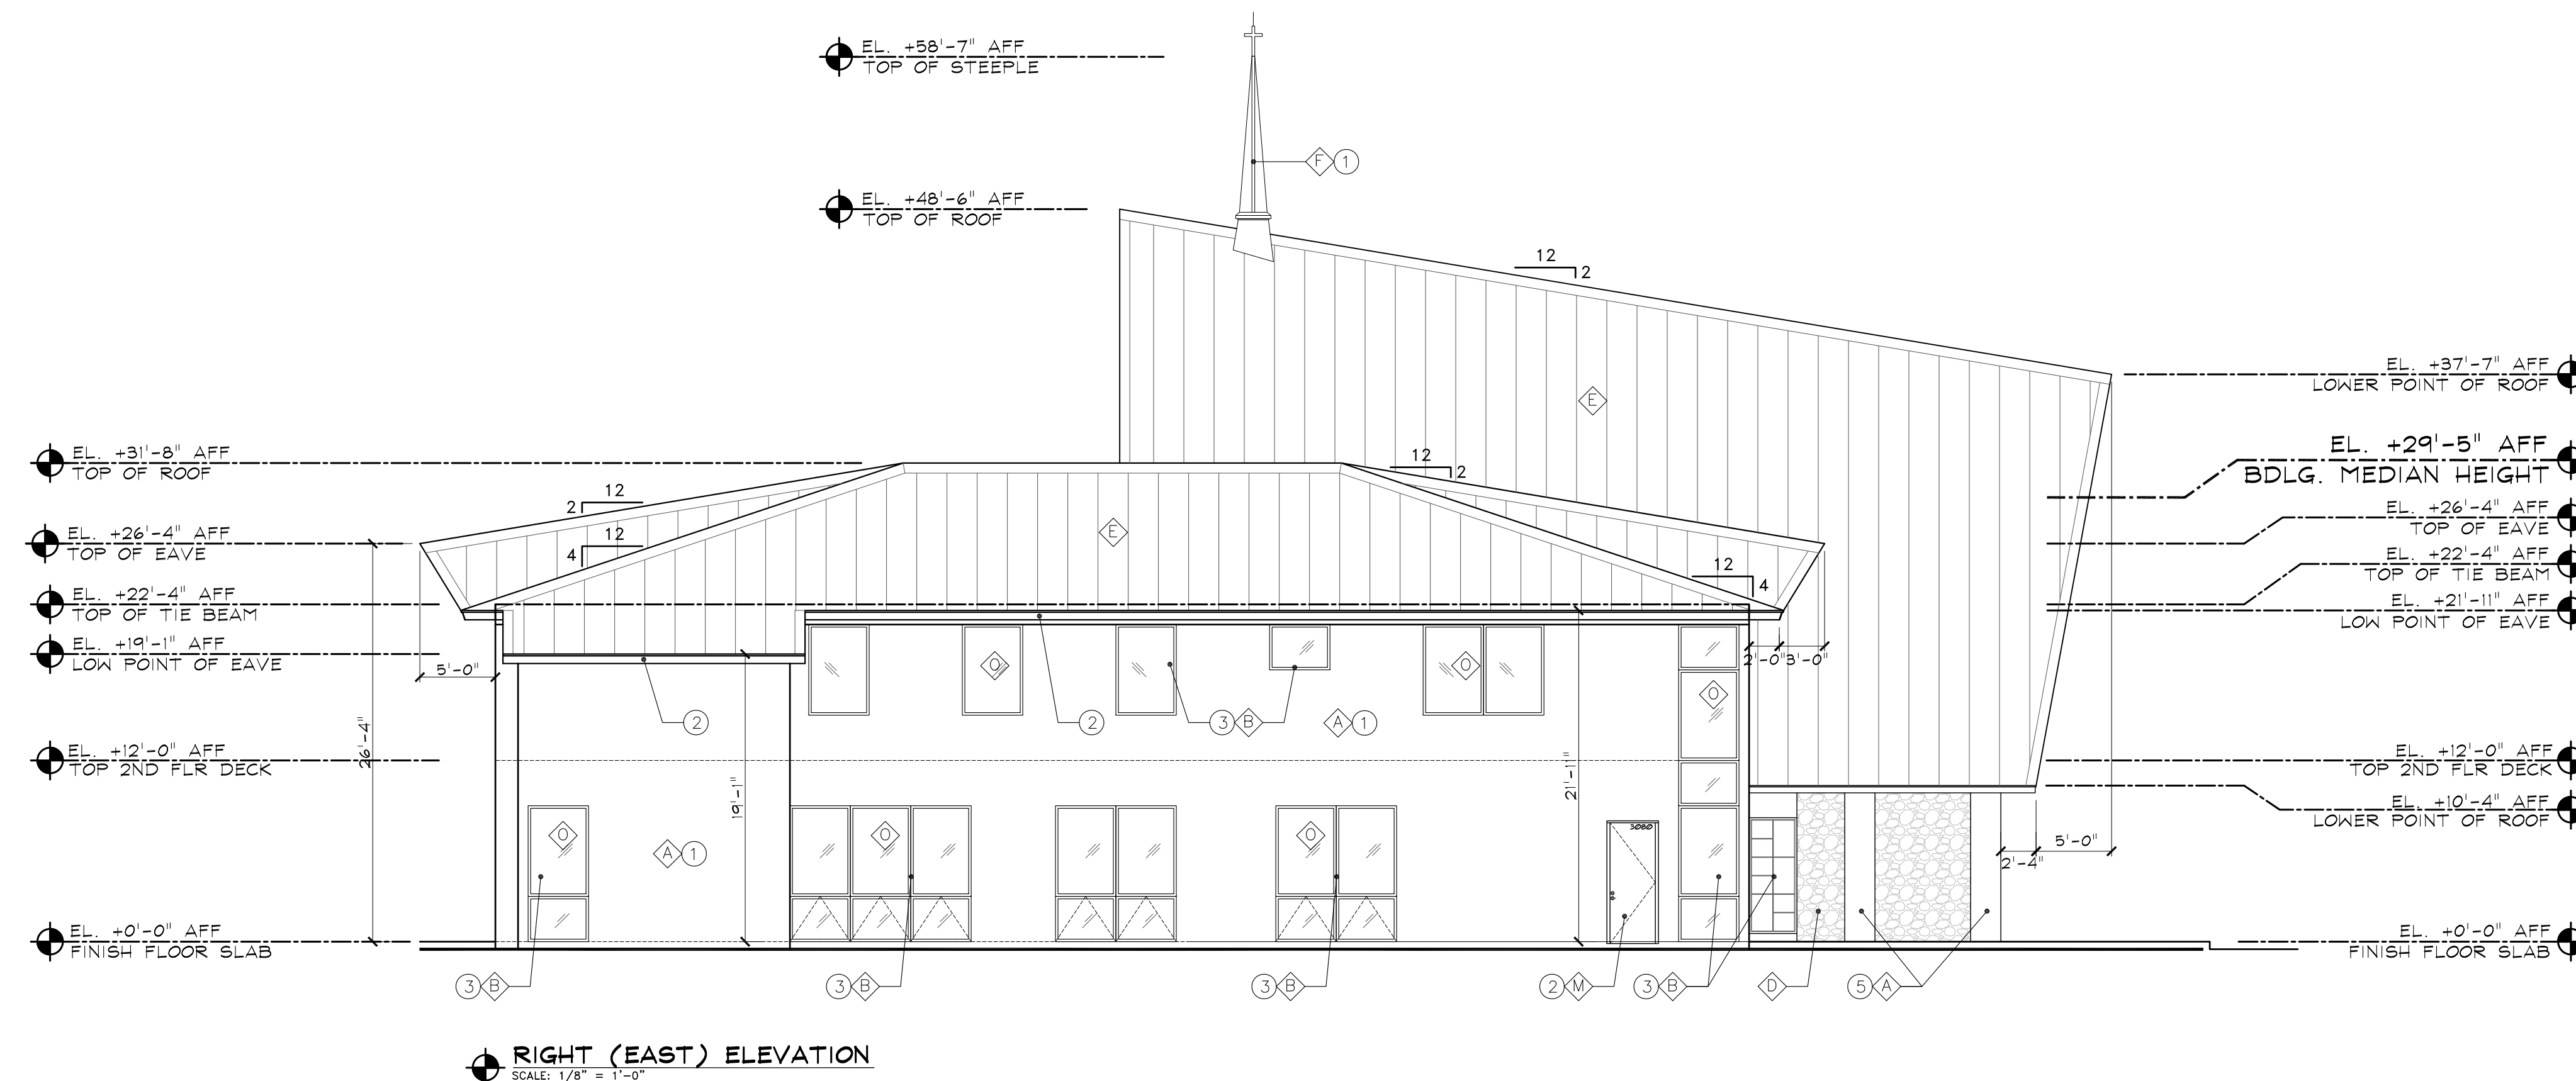 EL. +58'-7" AFF
TOP OF STEEPLE
F 1
EL. +48'-6" AFF
TOP OF ROOF
12
2
E
EL. +37'-7" AFF
LOWER POINT OF ROOF
EL. +31'-8" AFF
TOP OF ROOF
EL. +29'-5" AFF
BDLG. MEDIAN HEIGHT
12
2
12
2
E
EL. +26'-4" AFF
TOP OF EAVE
EL. +26'-4" AFF
TOP OF EAVE
12
4
12
4
EL. +22'-4" AFF
TOP OF TIE BEAM
EL. +22'-4" AFF
TOP OF TIE BEAM
EL. +21'-11" AFF
LOW POINT OF EAVE
EL. +19'-1" AFF
LOW POINT OF EAVE
5'-0"
2'-0" 3'-0"
O
O
O
2
2
3 B
A 1
26'-4"
EL. +12'-0" AFF
TOP 2ND FLR DECK
EL. +12'-0" AFF
TOP 2ND FLR DECK
19'-1"
21'-11"
EL. +10'-4" AFF
LOWER POINT OF ROOF
O
O
O
3080
A 1
5'-0"
2'-4"
EL. +0'-0" AFF
FINISH FLOOR SLAB
EL. +0'-0" AFF
FINISH FLOOR SLAB
3 B
3 B
3 B
2 M
3 B
D
5 A
RIGHT (EAST) ELEVATION
SCALE: 1/8" = 1'-0"